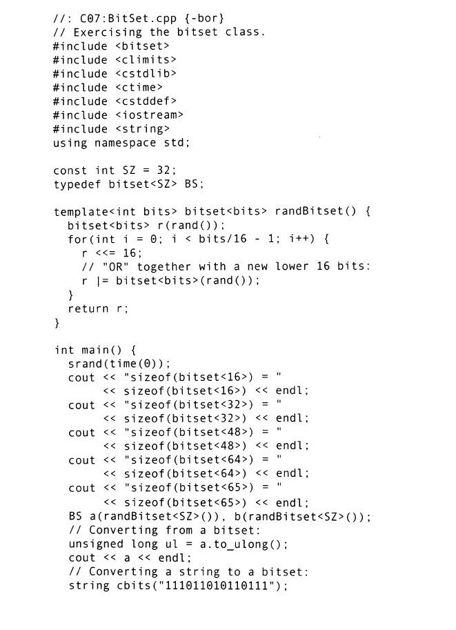 //: C07:BitSet.cpp {-bor}
// Exercising the bitset class.
#include <bitset>
#include <climits>
#include <cstdlib>
#include <ctime>
#include <cstddef>
#include <iostream>
#include <string>
using namespace std;

const int SZ = 32;
typedef bitset<SZ> BS;

template<int bits> bitset<bits> randBitset() {
  bitset<bits> r(rand());
  for(int i = 0; i < bits/16 - 1; i++) {
    r <<= 16;
    // "OR" together with a new lower 16 bits:
    r |= bitset<bits>(rand());
  }
  return r;
}

int main() {
  srand(time(0));
  cout << "sizeof(bitset<16>) = "
       << sizeof(bitset<16>) << endl;
  cout << "sizeof(bitset<32>) = "
       << sizeof(bitset<32>) << endl;
  cout << "sizeof(bitset<48>) = "
       << sizeof(bitset<48>) << endl;
  cout << "sizeof(bitset<64>) = "
       << sizeof(bitset<64>) << endl;
  cout << "sizeof(bitset<65>) = "
       << sizeof(bitset<65>) << endl;
  BS a(randBitset<SZ>()), b(randBitset<SZ>());
  // Converting from a bitset:
  unsigned long ul = a.to_ulong();
  cout << a << endl;
  // Converting a string to a bitset:
  string cbits("111011010110111");